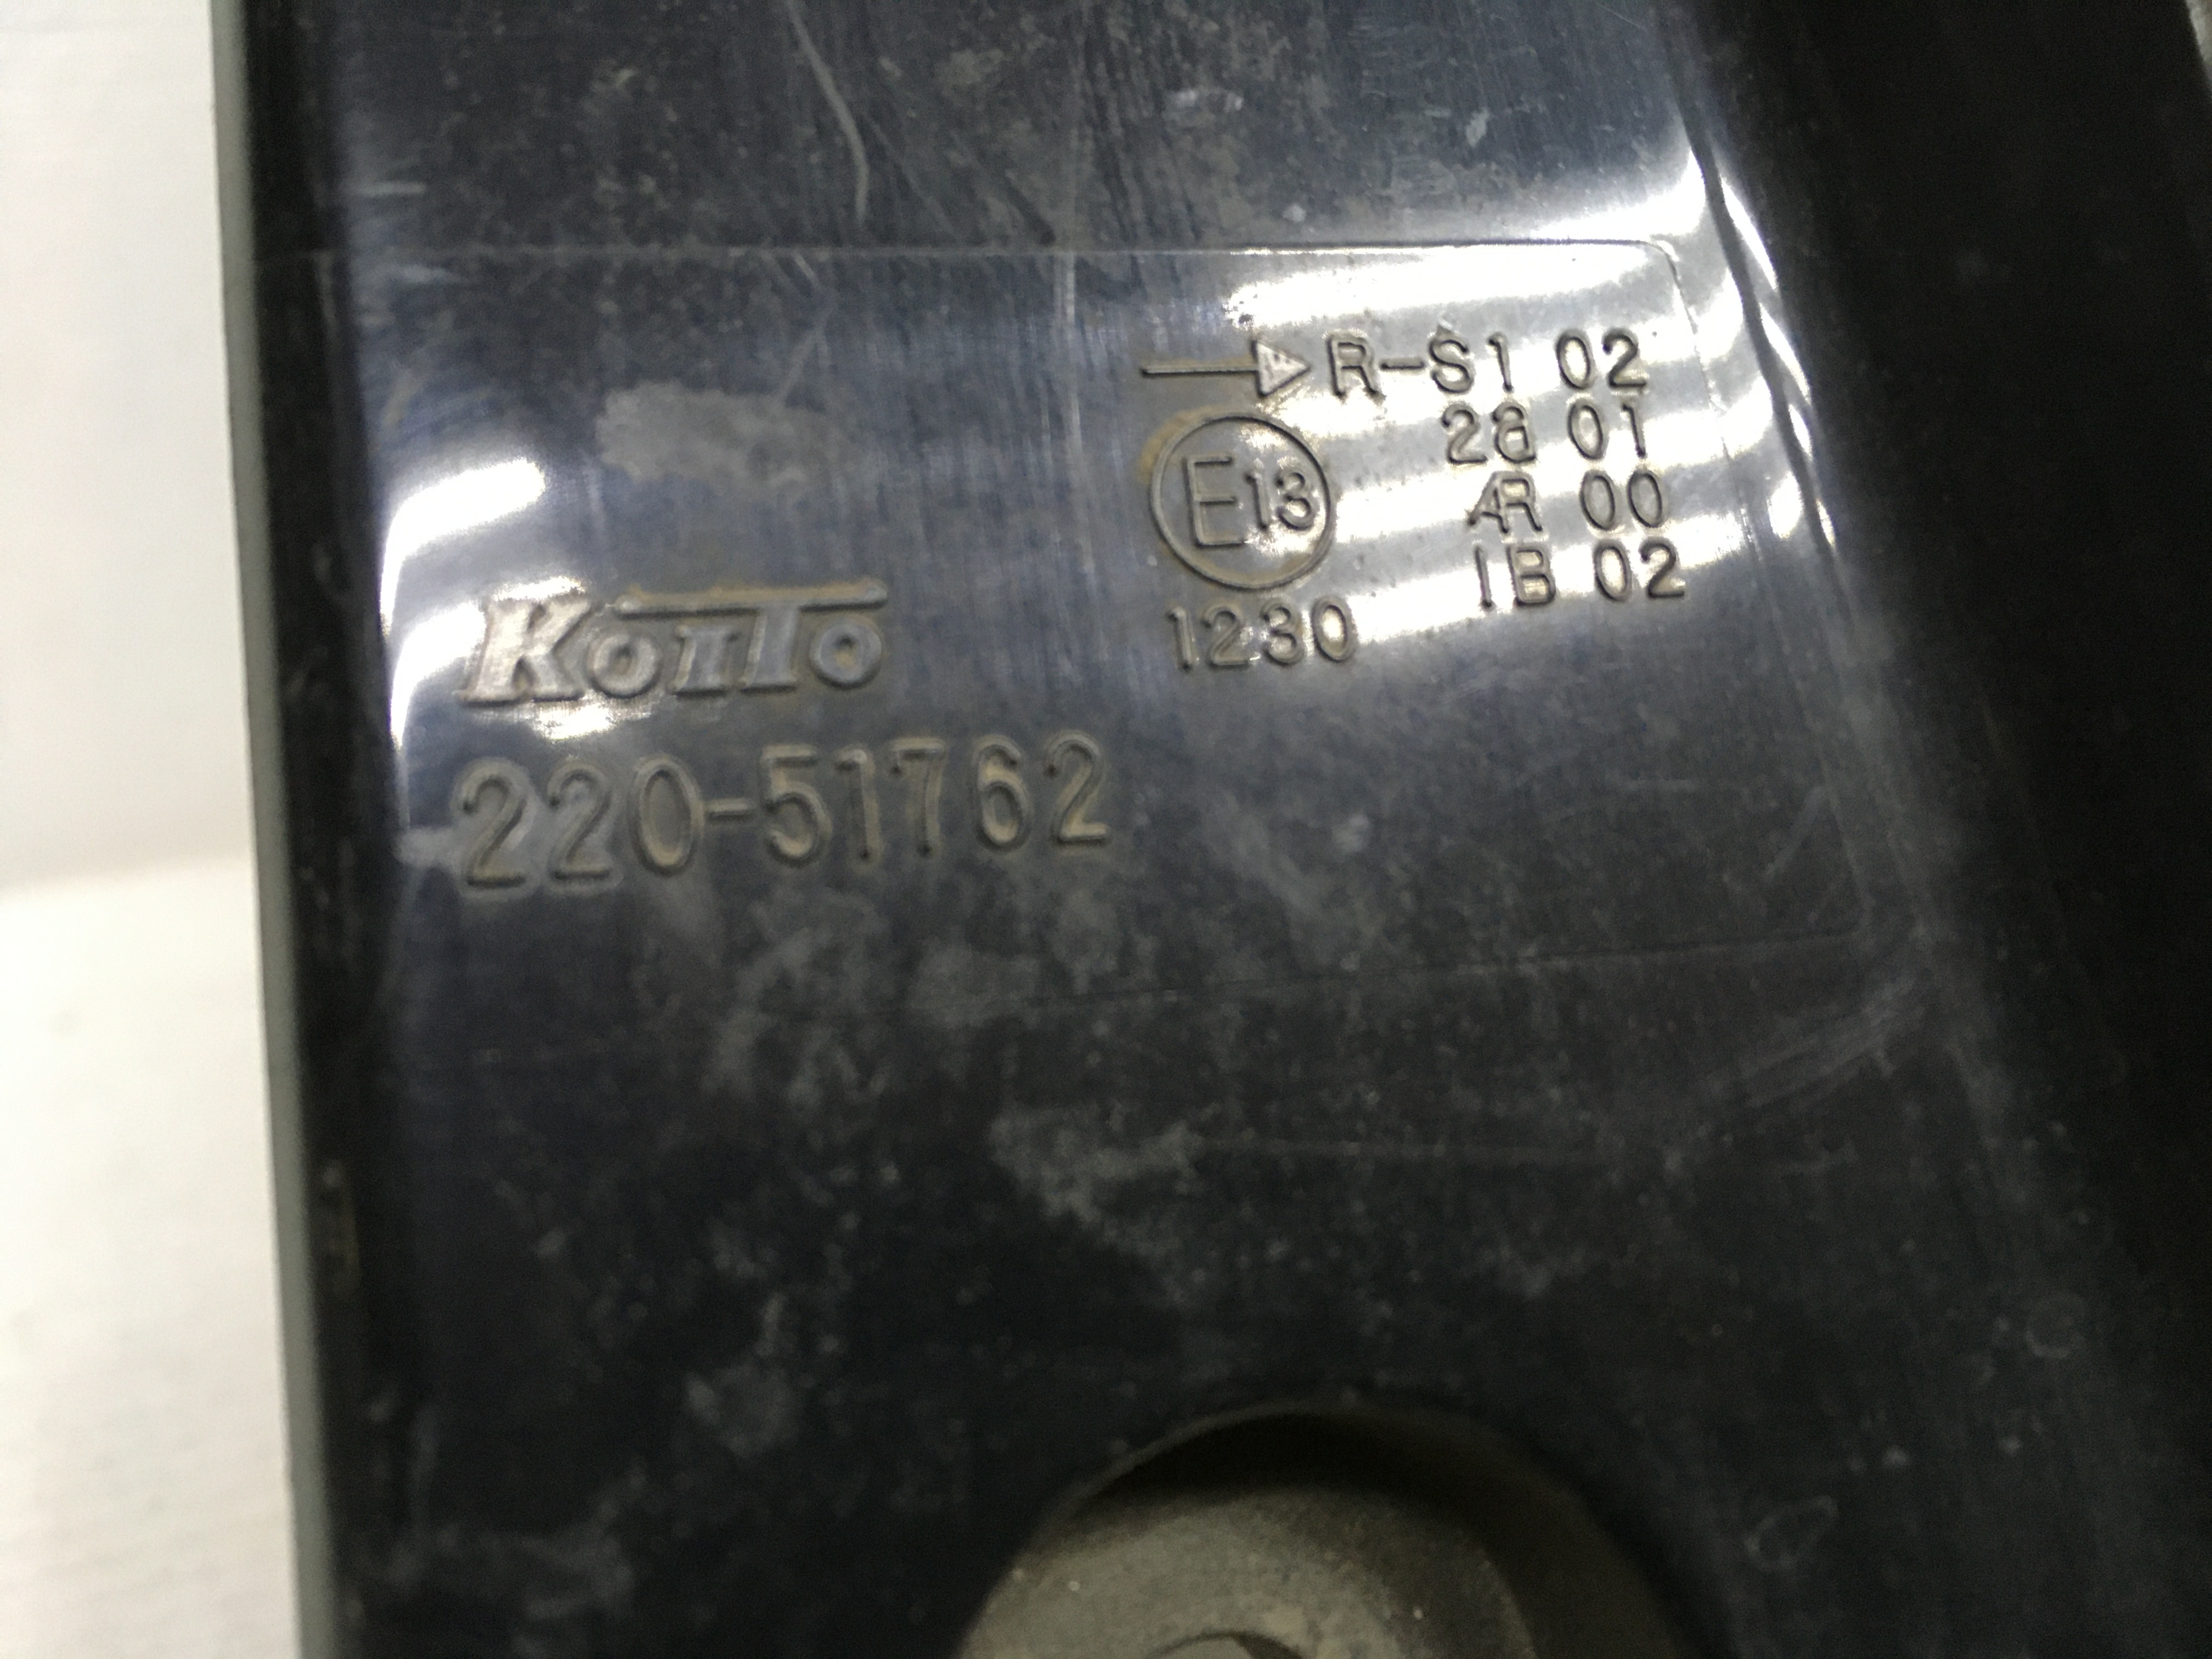 R-S1 02
2a 01
AR 00
IB 02
E13
1230
KOITO
220-51762